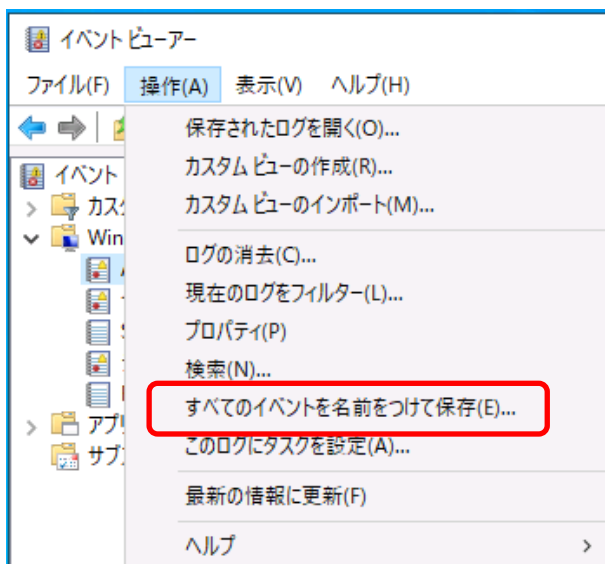 イベント ビューアー
ファイル(F) 操作(A) 表示(V) ヘルプ(H)
保存されたログを開く(O)...
イベント
カスタム ビューの作成(R)...
カス
カスタム ビューのインポート(M)...
Win
ログの消去(C)...
現在のログをフィルター(L)...
プロパティ(P)
検索(N)...
すべてのイベントを名前をつけて保存(E)...
アプ
このログにタスクを設定(A)...
サブ
最新の情報に更新(F)
ヘルプ